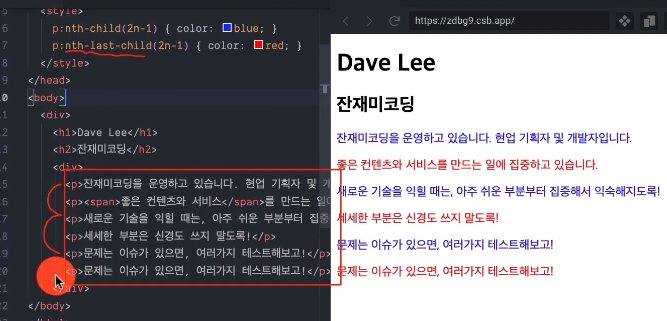 5 <style>
6 p:nth-child(2n-1) { color: blue; }
7 p:nth-last-child(2n-1) { color: red; }
8 </style>
9 </head>
10 <body>
11 <div>
12 <h1>Dave Lee</h1>
13 <h2>잔재미코딩</h2>
14 <div>
15 <p>잔재미코딩을 운영하고 있습니다. 현업 기획자 및 개
16 <p><span>좋은 컨텐츠와 서비스</span>를 만드는 일에
17 <p>새로운 기술을 익힐 때는, 아주 쉬운 부분부터 집중
18 <p>세세한 부분은 신경도 쓰지 말도록!</p>
19 <p>문제는 이슈가 있으면, 여러가지 테스트해보고!</p>
20 <p>문제는 이슈가 있으면, 여러가지 테스트해보고!</p>
21 </div>
22 </body>
https://zdbg9.csb.app/
Dave Lee
잔재미코딩
잔재미코딩을 운영하고 있습니다. 현업 기획자 및 개발자입니다.
좋은 컨텐츠와 서비스를 만드는 일에 집중하고 있습니다.
새로운 기술을 익힐 때는, 아주 쉬운 부분부터 집중해서 익숙해지도록!
세세한 부분은 신경도 쓰지 말도록!
문제는 이슈가 있으면, 여러가지 테스트해보고!
문제는 이슈가 있으면, 여러가지 테스트해보고!